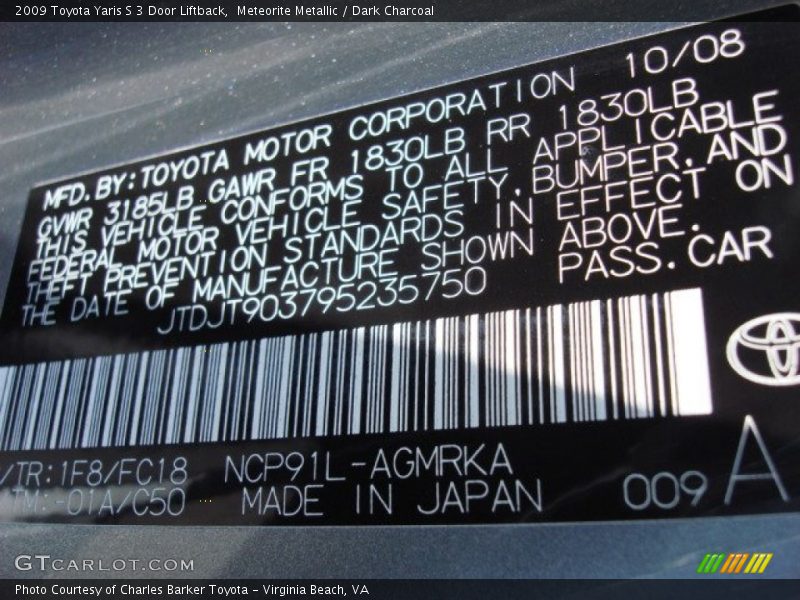 2009 Toyota Yaris S 3 Door Liftback,  Meteorite Metallic / Dark Charcoal
MFD. BY: TOYOTA MOTOR CORPORATION 10/08
GVWR 3185LB GAWR FR 1830LB RR 1830LB
THIS VEHICLE CONFORMS TO ALL APPLICABLE
FEDERAL MOTOR VEHICLE SAFETY, BUMPER, AND
THEFT PREVENTION STANDARDS IN EFFECT ON
THE DATE OF MANUFACTURE SHOWN ABOVE.
JTDJT903795235750 PASS. CAR
/TR: 1F8/FC18 NCP91L-AGMRKA
TM: -01A/C50 MADE IN JAPAN 009 A
GTCARLOT.COM
Photo Courtesy of Charles Barker Toyota – Virginia Beach, VA